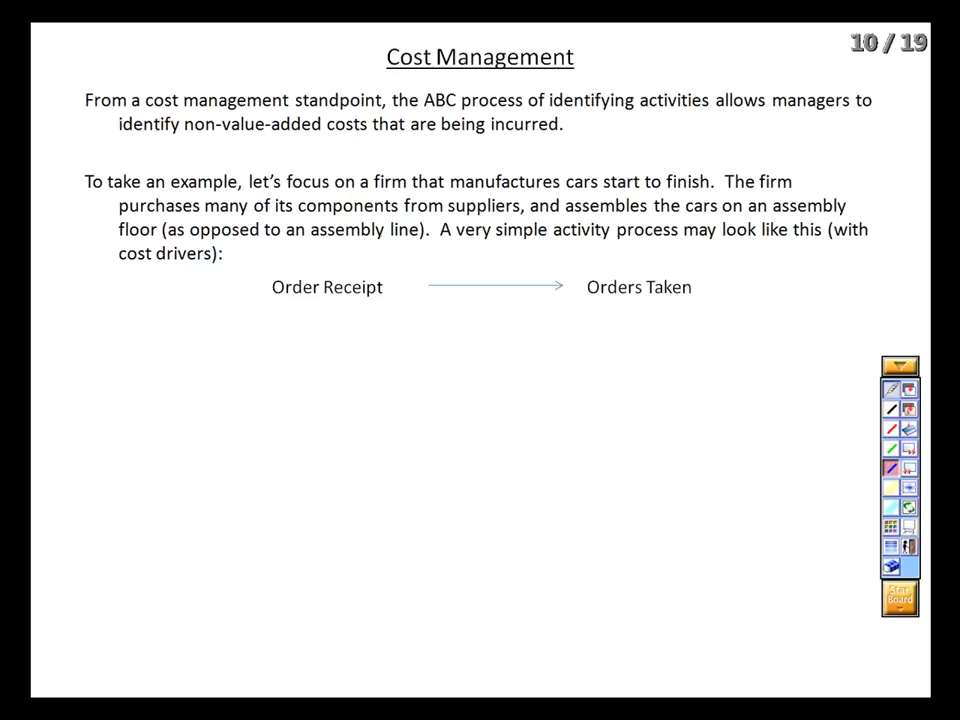 10 / 19
Cost Management
From a cost management standpoint, the ABC process of identifying activities allows managers to
identify non-value-added costs that are being incurred.
To take an example, let’s focus on a firm that manufactures cars start to finish.  The firm
purchases many of its components from suppliers, and assembles the cars on an assembly
floor (as opposed to an assembly line).  A very simple activity process may look like this (with
cost drivers):
Order Receipt
Orders Taken
Star
Board